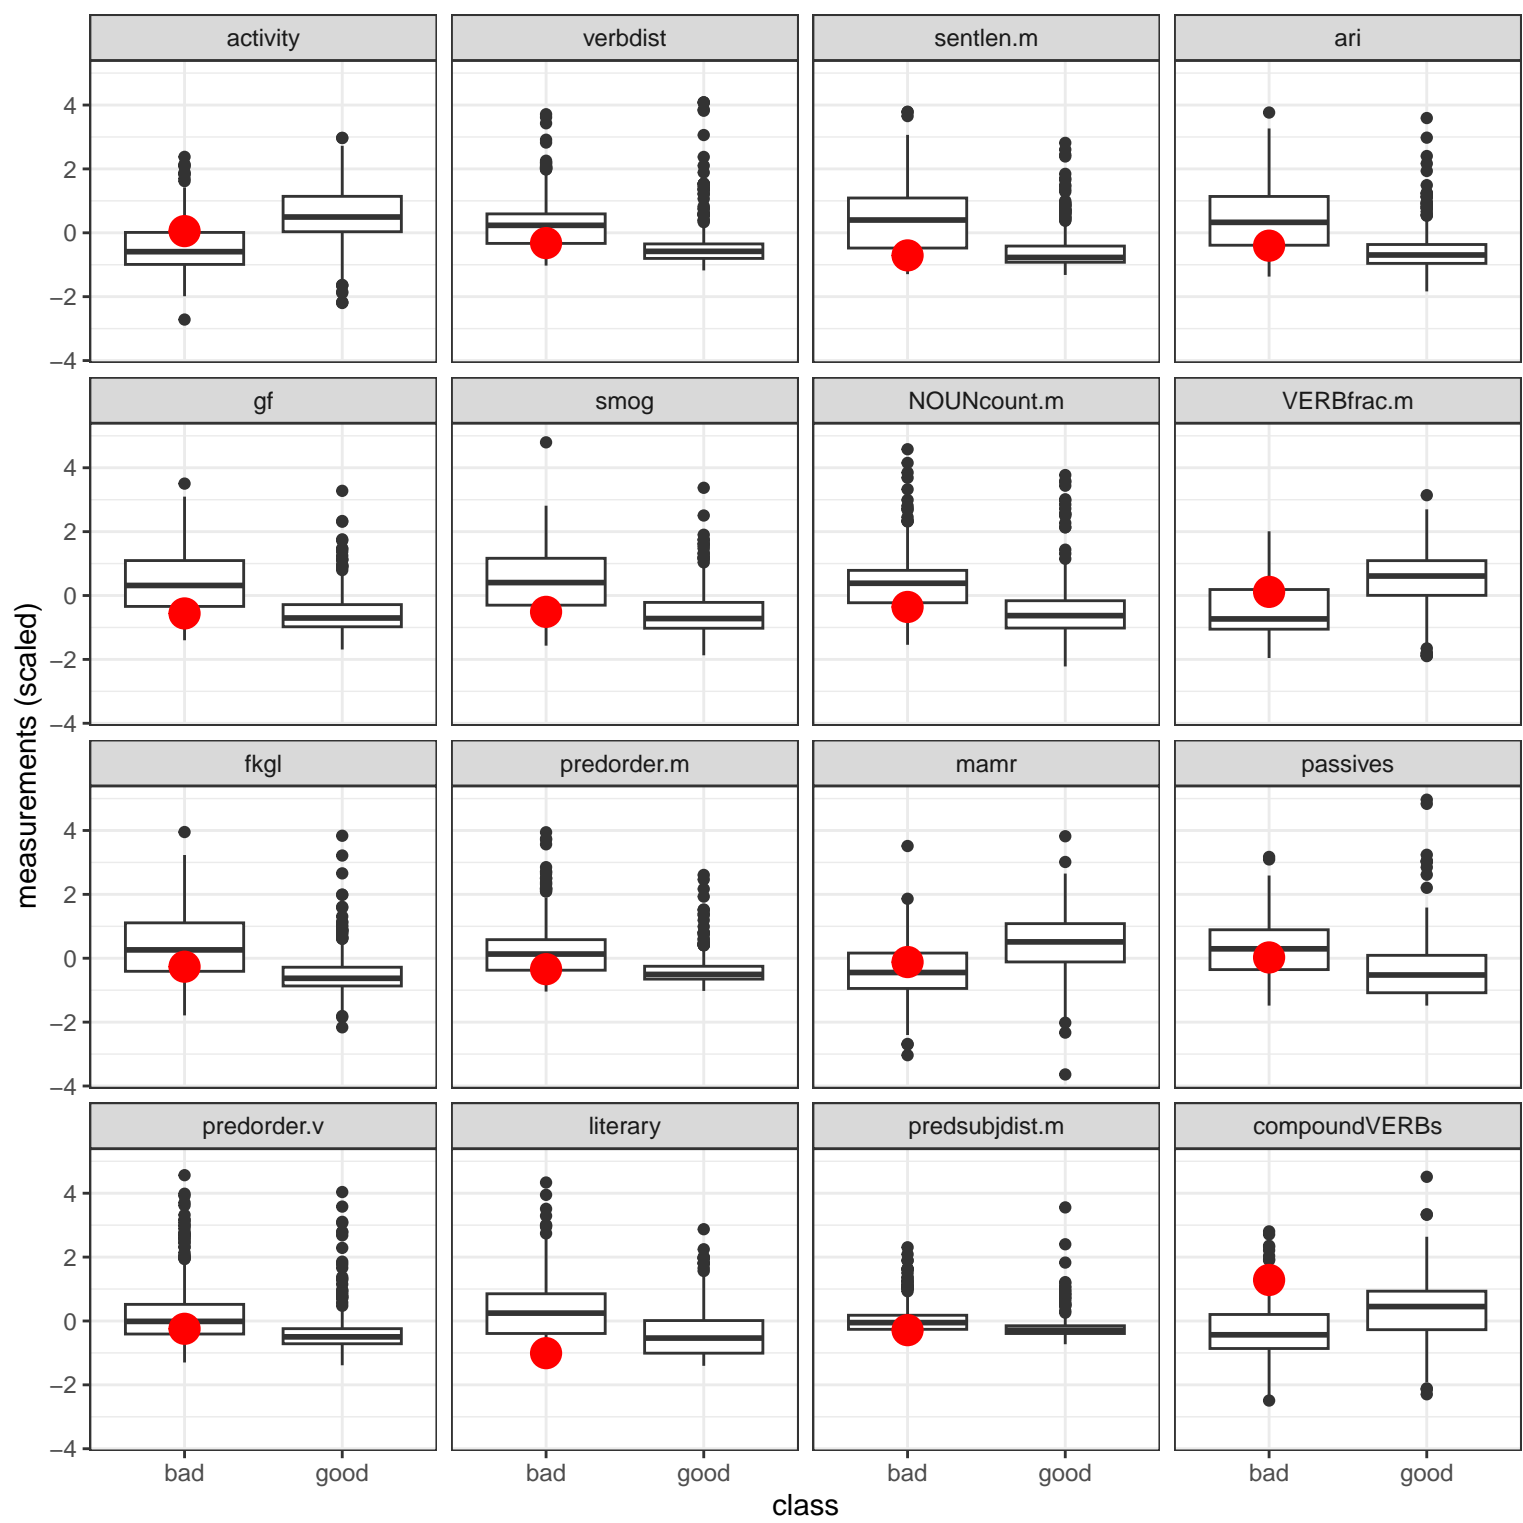 activity verbdist sentlen.m ari
4
2
0
−2
−4
gf smog NOUNcount.m VERBfrac.m
4
2
0
−2
−4
fkgl predorder.m mamr passives
4
2
0
−2
−4
predorder.v literary predsubjdist.m compoundVERBs
4
2
0
−2
−4
bad good bad good bad good bad good
class
measurements (scaled)